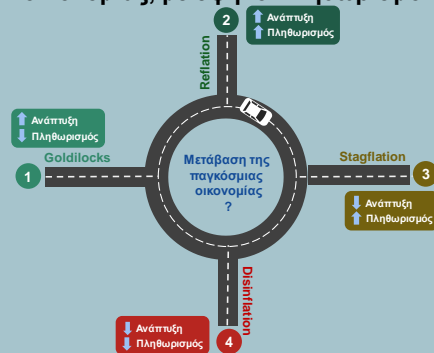 2
Ανάπτυξη
Πληθωρισμός
Reflation
Ανάπτυξη
Πληθωρισμός
Goldilocks
1
Μετάβαση της
παγκόσμιας
οικονομίας
?
Stagflation
3
Ανάπτυξη
Πληθωρισμός
Disinflation
Ανάπτυξη
Πληθωρισμός
4